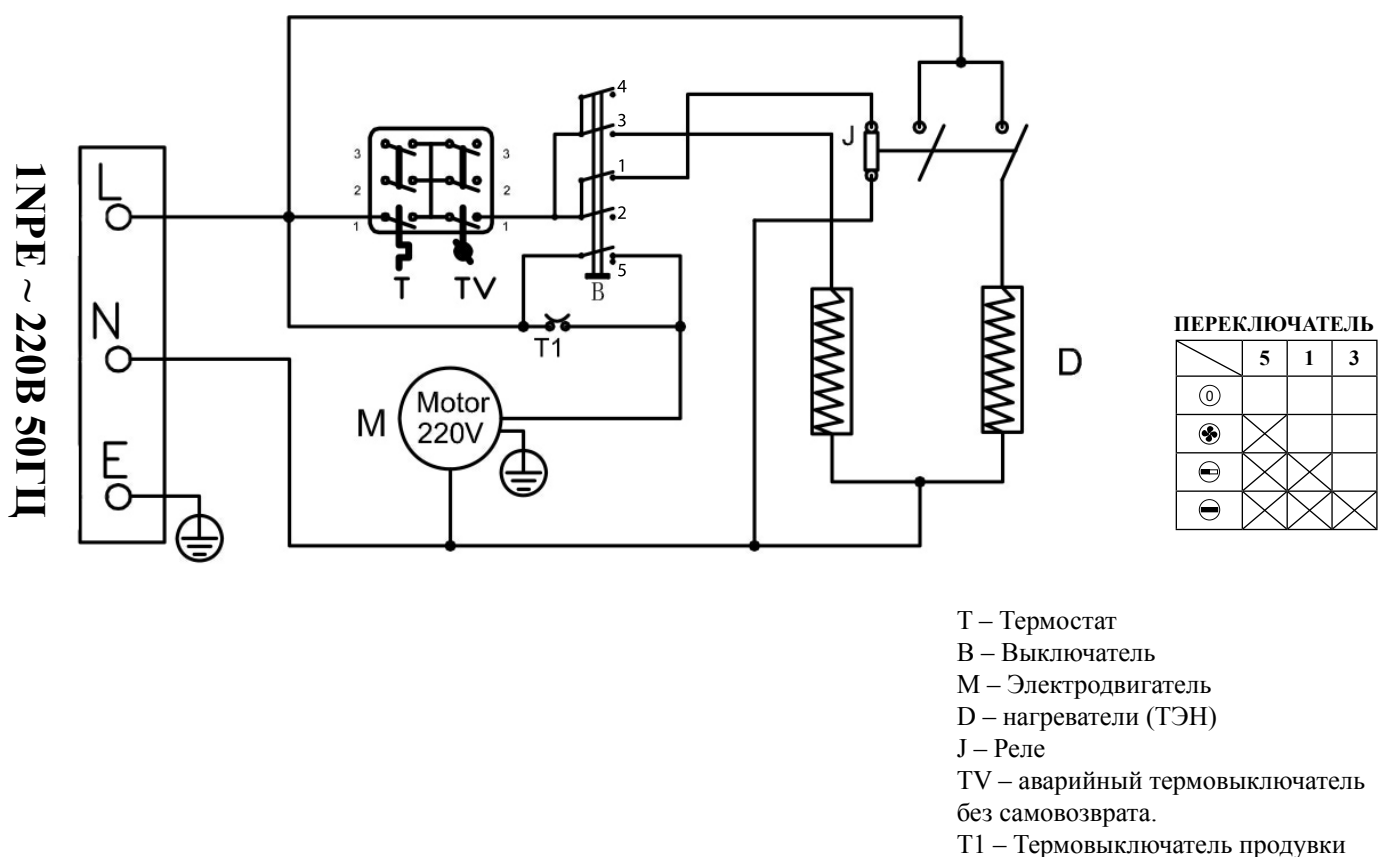 1NPE ~ 220В 50ГЦ
L
N
E
3
2
1
3
2
1
T
TV
4
3
1
2
5
B
T1
M
Motor
220V
J
D
ПЕРЕКЛЮЧАТЕЛЬ
5 1 3
0
Т – Термостат
В – Выключатель
М – Электродвигатель
D – нагреватели (ТЭН)
J – Реле
TV – аварийный термовыключатель
без самовозврата.
Т1 – Термовыключатель продувки